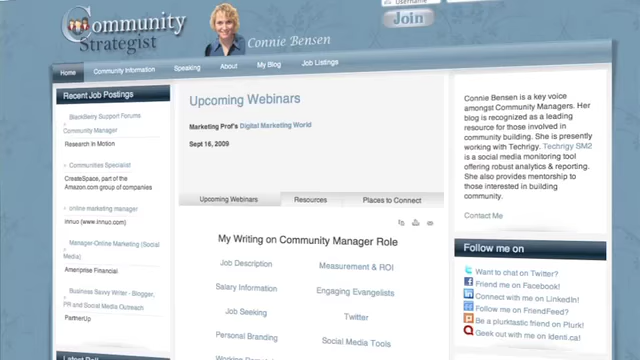 Community
Strategist
Connie Bensen
Username
Join
Home
Community Information
Speaking
About
My Blog
Job Listings
Recent Job Postings
BlackBerry Support Forums
Community Manager
Research In Motion
Communities Specialist
CreateSpace, part of the
Amazon.com group of companies
online marketing manager
innuo (www.innuo.com)
Manager-Online Marketing (Social
Media)
Ameriprise Financial
Business Savvy Writer - Blogger,
PR and Social Media Outreach
PartnerUp
Latest Poll
Upcoming Webinars
Marketing Prof's Digital Marketing World
Sept 16, 2009
Upcoming Webinars
Resources
Places to Connect
My Writing on Community Manager Role
Job Description
Measurement & ROI
Salary Information
Engaging Evangelists
Job Seeking
Twitter
Personal Branding
Social Media Tools
Connie Bensen is a key voice
amongst Community Managers. Her
blog is recognized as a leading
resource for those involved in
community building. She is presently
working with Techrigy. Techrigy SM2
is a social media monitoring tool
offering robust analytics & reporting.
She also provides mentorship to
those interested in building
community.
Contact Me
Follow me on
Want to chat on Twitter?
Friend me on Facebook!
Connect with me on LinkedIn!
Follow me on FriendFeed?
Be a plurktastic friend on Plurk!
Geek out with me on Identi.ca!